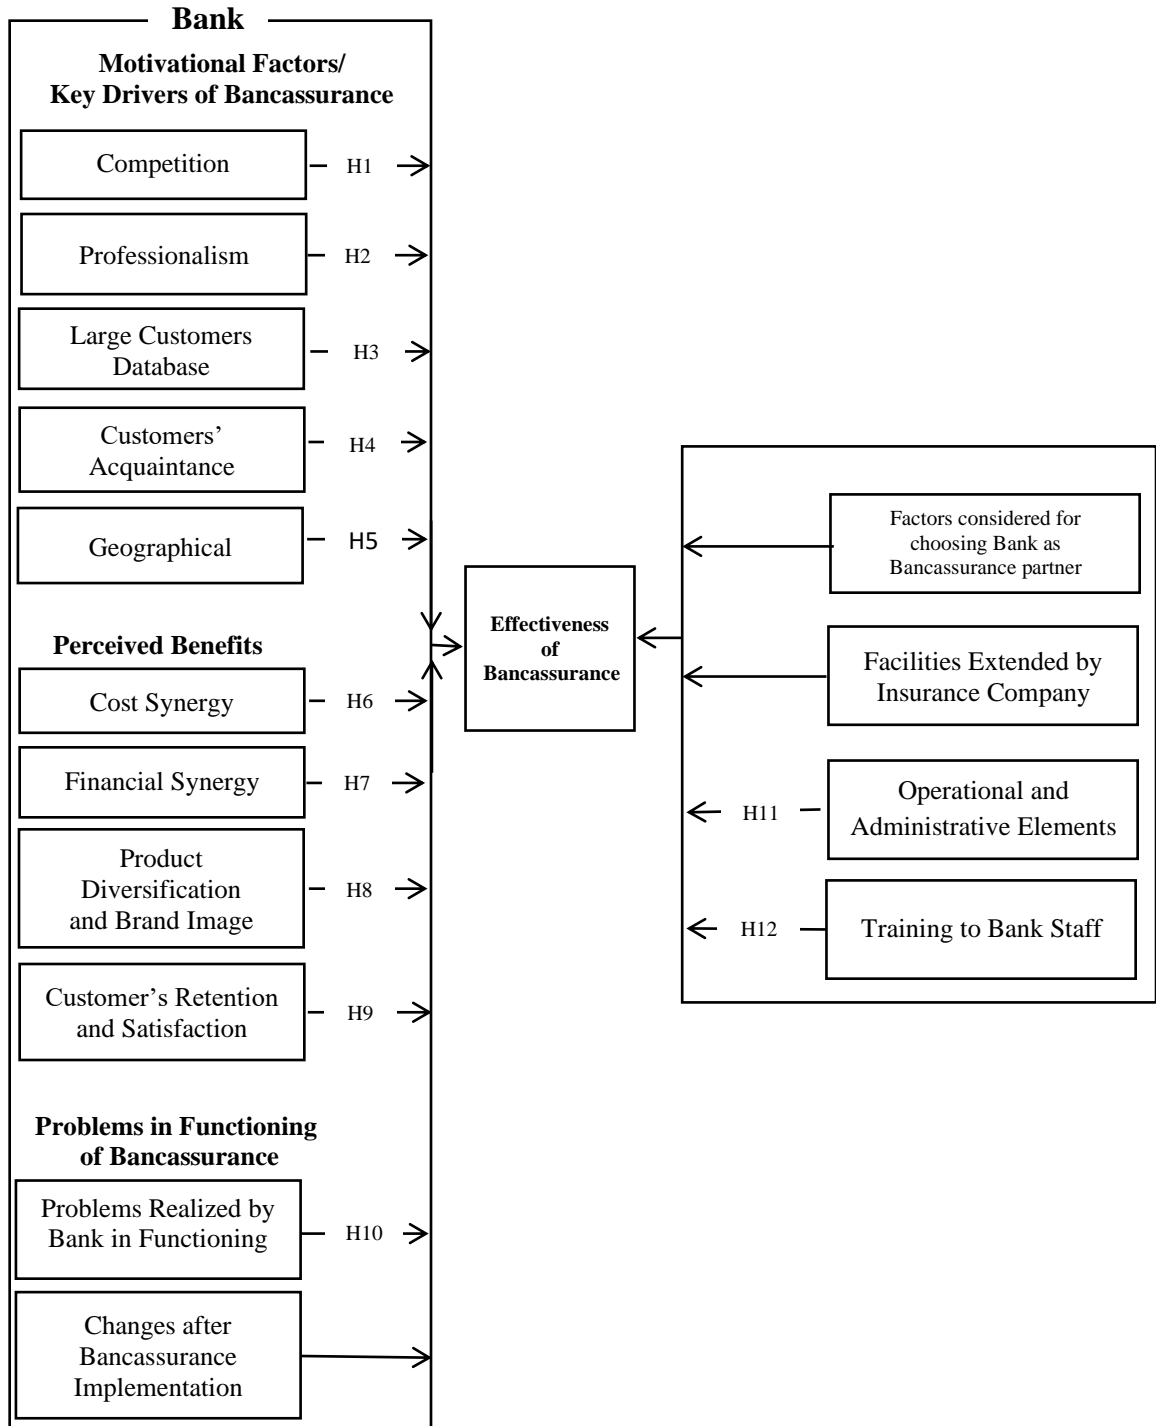 Bank
Motivational Factors/
Key Drivers of Bancassurance
Competition
H1
Professionalism
H2
Large Customers
Database
H3
Customers’
Acquaintance
H4
Geographical
H5
Perceived Benefits
Cost Synergy
H6
Financial Synergy
H7
Product
Diversification
and Brand Image
H8
Customer’s Retention
and Satisfaction
H9
Problems in Functioning
of Bancassurance
Problems Realized by
Bank in Functioning
H10
Changes after
Bancassurance
Implementation
Effectiveness
of
Bancassurance
Factors considered for
choosing Bank as
Bancassurance partner
Facilities Extended by
Insurance Company
Operational and
Administrative Elements
H11
Training to Bank Staff
H12